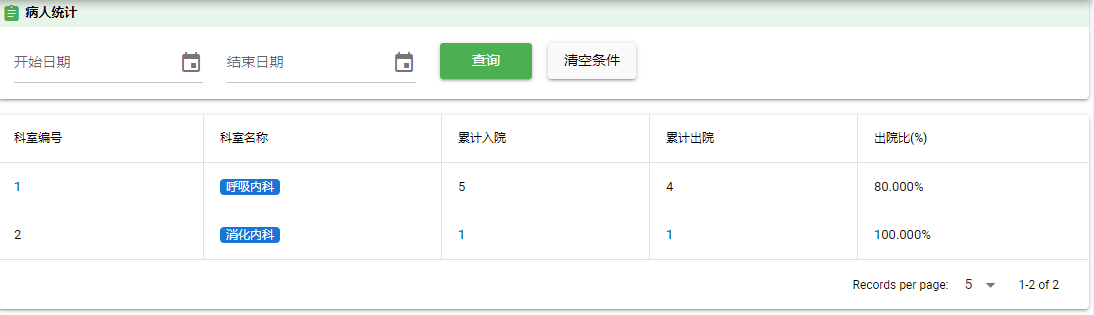 病人统计
开始日期 结束日期 查询 清空条件
科室编号 科室名称 累计入院 累计出院 出院比(%)
1 呼吸内科 5 4 80.000%
2 消化内科 1 1 100.000%
Records per page: 5 1-2 of 2